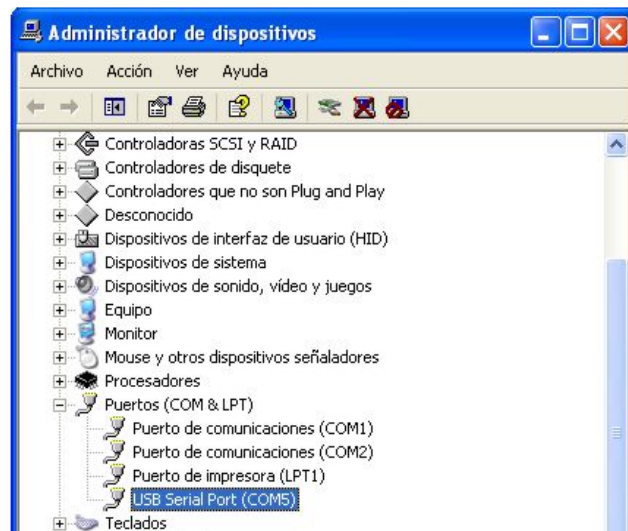 Administrador de dispositivos
Archivo Acción Ver Ayuda
Controladoras SCSI y RAID
Controladores de disquete
Controladores que no son Plug and Play
Desconocido
Dispositivos de interfaz de usuario (HID)
Dispositivos de sistema
Dispositivos de sonido, vídeo y juegos
Equipo
Monitor
Mouse y otros dispositivos señaladores
Procesadores
Puertos (COM & LPT)
Puerto de comunicaciones (COM1)
Puerto de comunicaciones (COM2)
Puerto de impresora (LPT1)
USB Serial Port (COM5)
Teclados